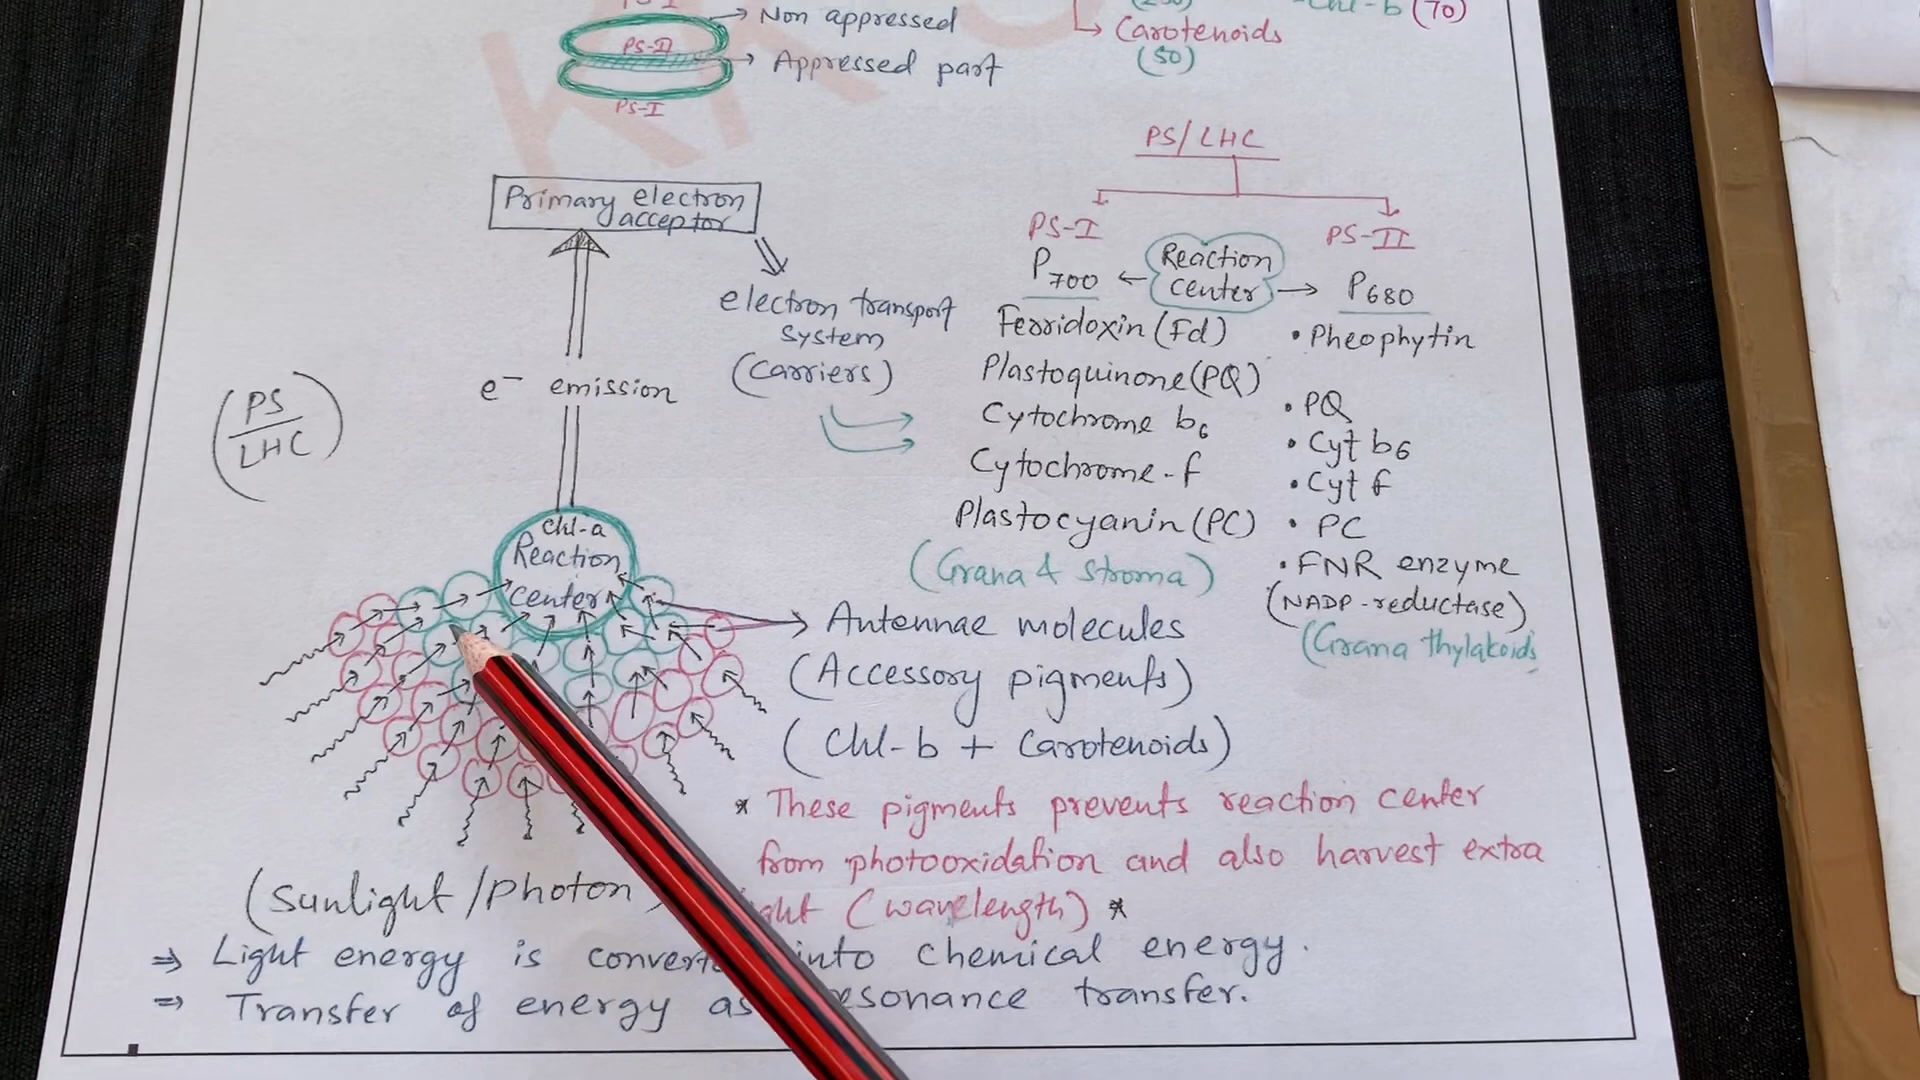 Non appressed
PS-II
Appressed part
PS-I
Chl-b (70)
Carotenoids
(50)
Primary electron
acceptor
electron transport
system
(Carriers)
e⁻ emission
(PS/LHC)
Chl-a
Reaction
Center
PS/LHC
PS-I
PS-II
Reaction
Center
P700
P680
Ferridoxin (Fd)
Plastoquinone (PQ)
Cytochrome b6
Cytochrome-f
Plastocyanin (PC)
(Grana & stroma)
• Pheophytin
• PQ
• Cyt b6
• Cyt f
• PC
• FNR enzyme
(NADP-reductase)
(Grana thylakoids
Antennae molecules
(Accessory pigments)
(Chl-b + Carotenoids)
* These pigments prevents reaction center
from photooxidation and also harvest extra
(wavelength) *
(Sunlight/photon
⇒ Light energy is into chemical energy.
⇒ Transfer of energy as transfer.